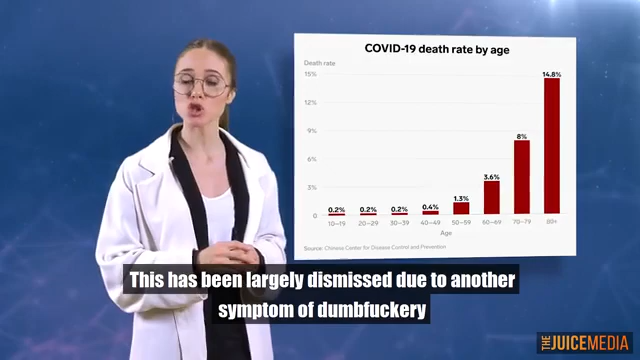 COVID-19 death rate by age
Death rate
15%
14.8%
12%
9%
8%
6%
3.6%
3%
1.3%
0.2% 0.2% 0.2% 0.4%
0
10–19 20–29 30–39 40–49 50–59 60–69 70–79 80+
Age
Source: Chinese Center for Disease Control and Prevention
This has been largely dismissed due to another
symptom of dumbfuckery
THE JUICEMEDIA